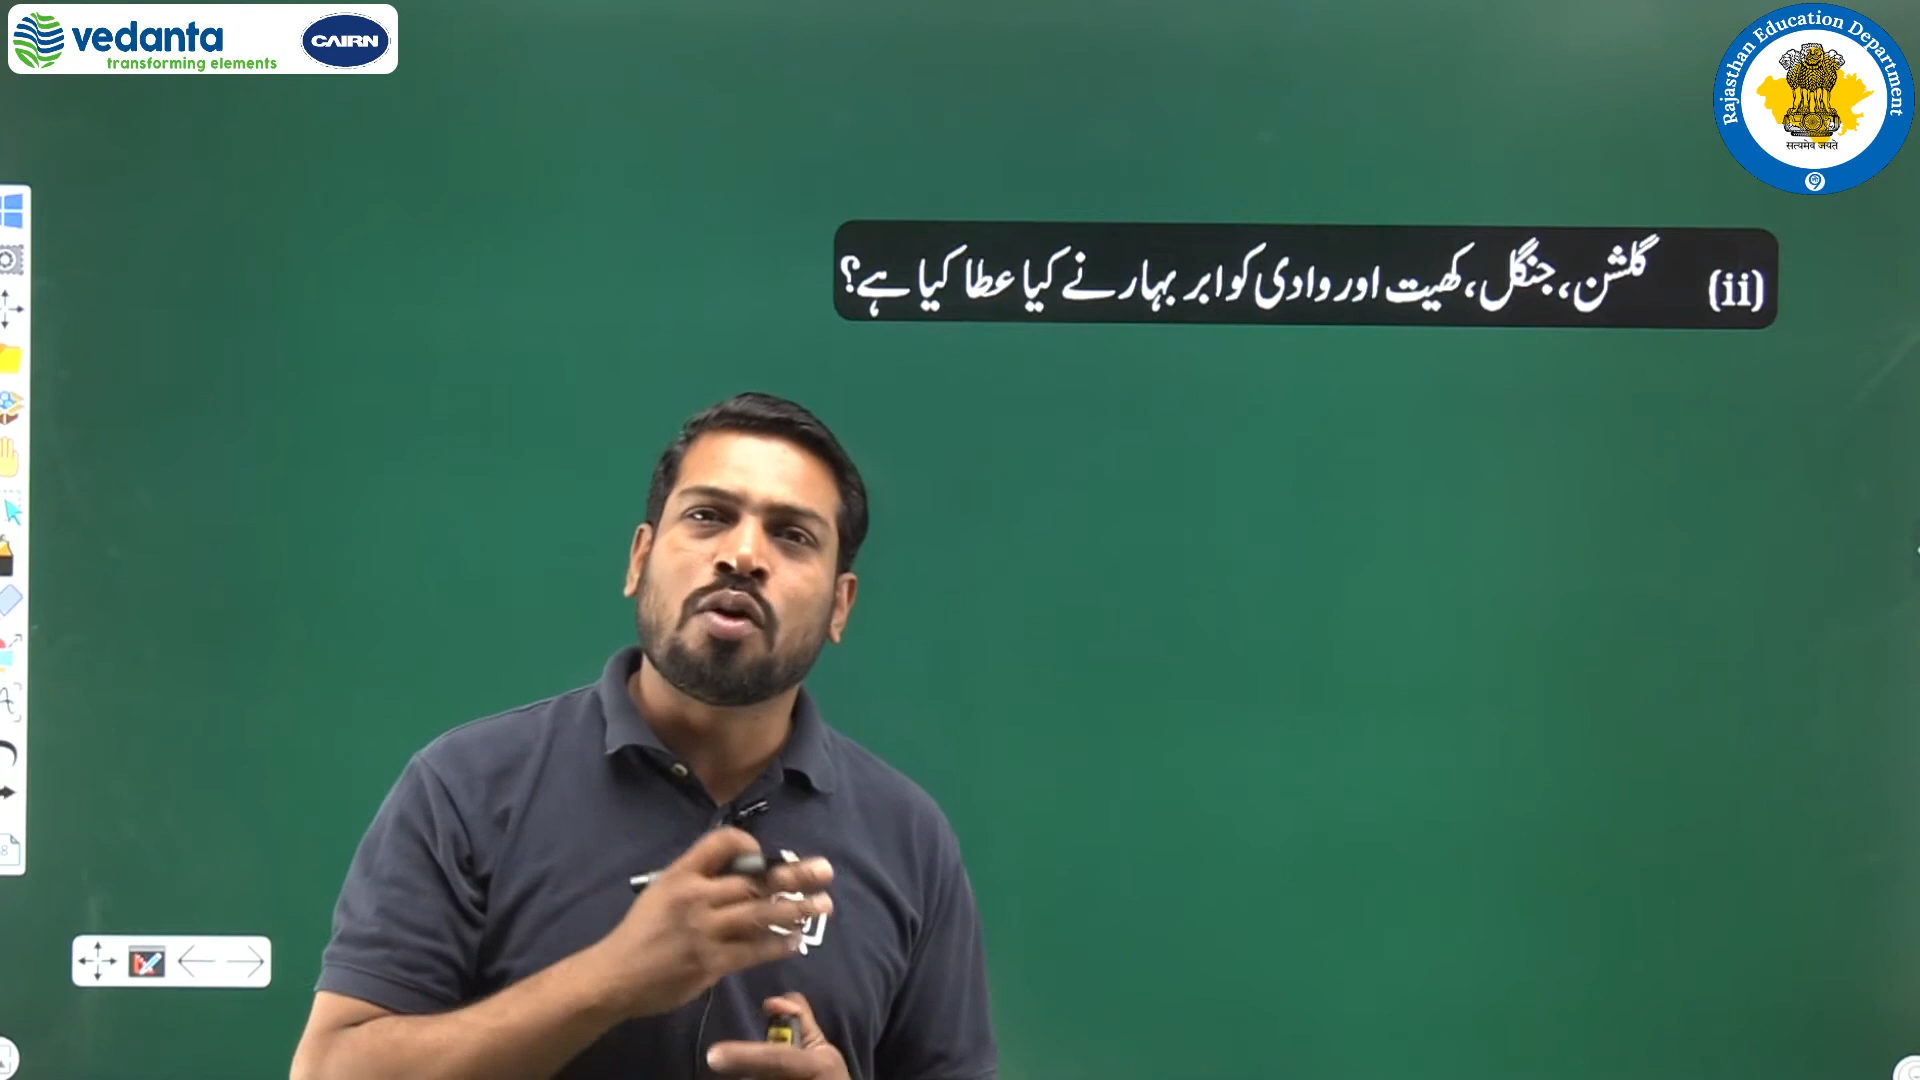 vedanta
transforming elements
CAIRN
Rajasthan Education Department
सत्यमेव जयते
(ii) گلشن، جنگل، کھیت اور وادی کو ابر بہار نے کیا عطا کیا ہے؟